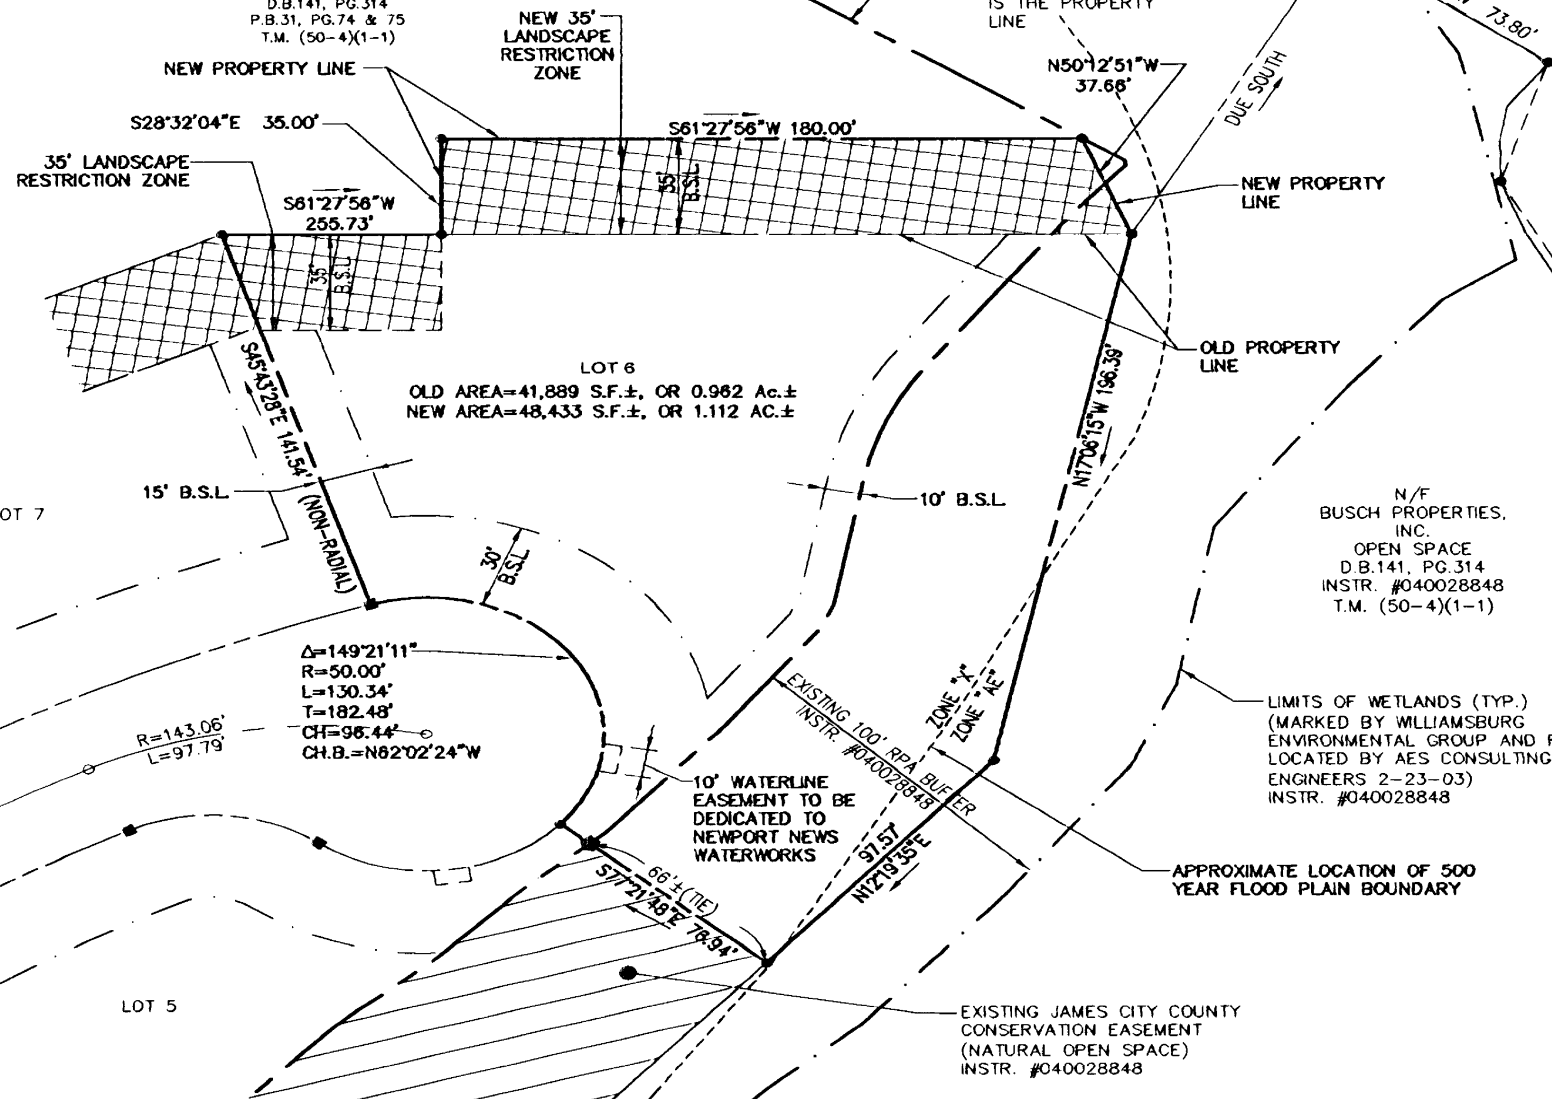 D.B.141, PG.314
P.B.31, PG.74 & 75
T.M. (50-4)(1-1)
NEW 35'
LANDSCAPE
RESTRICTION
ZONE
IS THE PROPERTY
LINE
73.80'
NEW PROPERTY LINE
N50°12'51"W
37.66'
DUE SOUTH
S28°32'04"E 35.00'
S61°27'56"W 180.00'
35' LANDSCAPE
RESTRICTION ZONE
S61°27'56"W
255.73'
35'
B.S.L.
35'
B.S.L.
NEW PROPERTY
LINE
OLD PROPERTY
LINE
LOT 6
OLD AREA=41,889 S.F.±, OR 0.962 Ac.±
NEW AREA=48,433 S.F.±, OR 1.112 AC.±
S45°43'28"E 141.54' (NON-RADIAL)
N17°06'15"W 196.39'
15' B.S.L.
10' B.S.L.
OT 7
30'
B.S.L.
N/F
BUSCH PROPERTIES,
INC.
OPEN SPACE
D.B.141, PG.314
INSTR. #040028848
T.M. (50-4)(1-1)
Δ=149°21'11"
R=50.00'
L=130.34'
T=182.48'
CH=96.44'
CH.B.=N62°02'24"W
R=143.06'
L=97.79'
EXISTING 100' RPA BUFFER
INSTR. #040028848
ZONE "X"
ZONE "AE"
LIMITS OF WETLANDS (TYP.)
(MARKED BY WILLIAMSBURG
ENVIRONMENTAL GROUP AND F
LOCATED BY AES CONSULTING
ENGINEERS 2-23-03)
INSTR. #040028848
10' WATERLINE
EASEMENT TO BE
DEDICATED TO
NEWPORT NEWS
WATERWORKS
97.57'
N12°19'35"E
66'±(TIE)
S77°21'48"E 76.94'
APPROXIMATE LOCATION OF 500
YEAR FLOOD PLAIN BOUNDARY
LOT 5
EXISTING JAMES CITY COUNTY
CONSERVATION EASEMENT
(NATURAL OPEN SPACE)
INSTR. #040028848